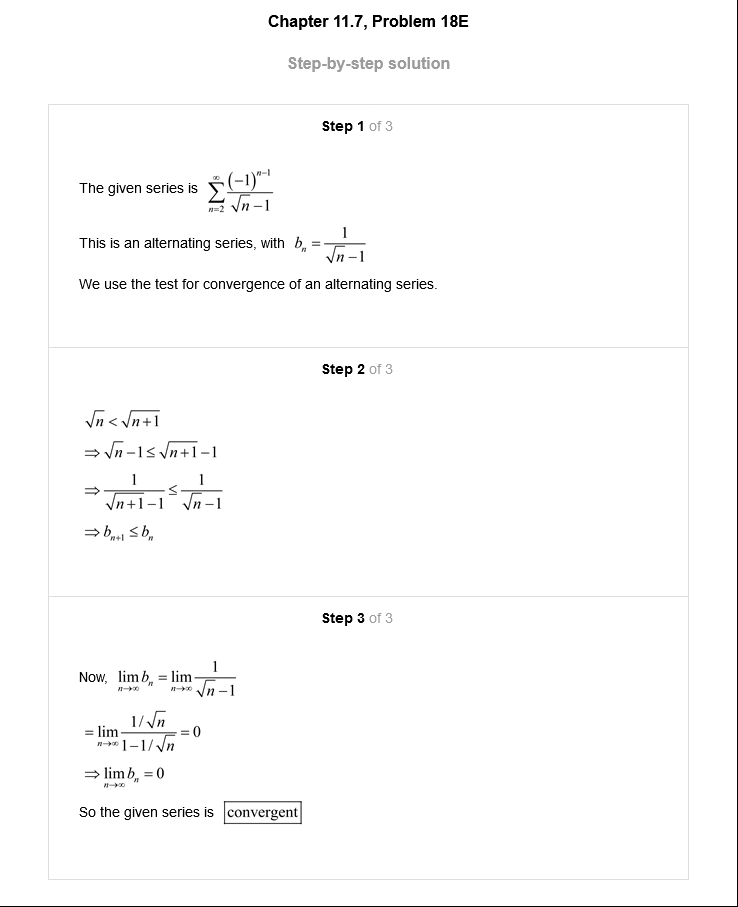 Chapter 11.7, Problem 18E
Step-by-step solution
Step 1 of 3
The given series is $\sum_{n=2}^{\infty} \frac{(-1)^{n-1}}{\sqrt{n}-1}$
This is an alternating series, with $b_n = \frac{1}{\sqrt{n}-1}$
We use the test for convergence of an alternating series.
Step 2 of 3
$\sqrt{n} < \sqrt{n+1}$
$\Rightarrow \sqrt{n}-1 \leq \sqrt{n+1}-1$
$\Rightarrow \frac{1}{\sqrt{n+1}-1} \leq \frac{1}{\sqrt{n}-1}$
$\Rightarrow b_{n+1} \leq b_n$
Step 3 of 3
Now, $\lim_{n\to\infty} b_n = \lim_{n\to\infty} \frac{1}{\sqrt{n}-1}$
$= \lim_{n\to\infty} \frac{1/\sqrt{n}}{1-1/\sqrt{n}} = 0$
$\Rightarrow \lim_{n\to\infty} b_n = 0$
So the given series is convergent